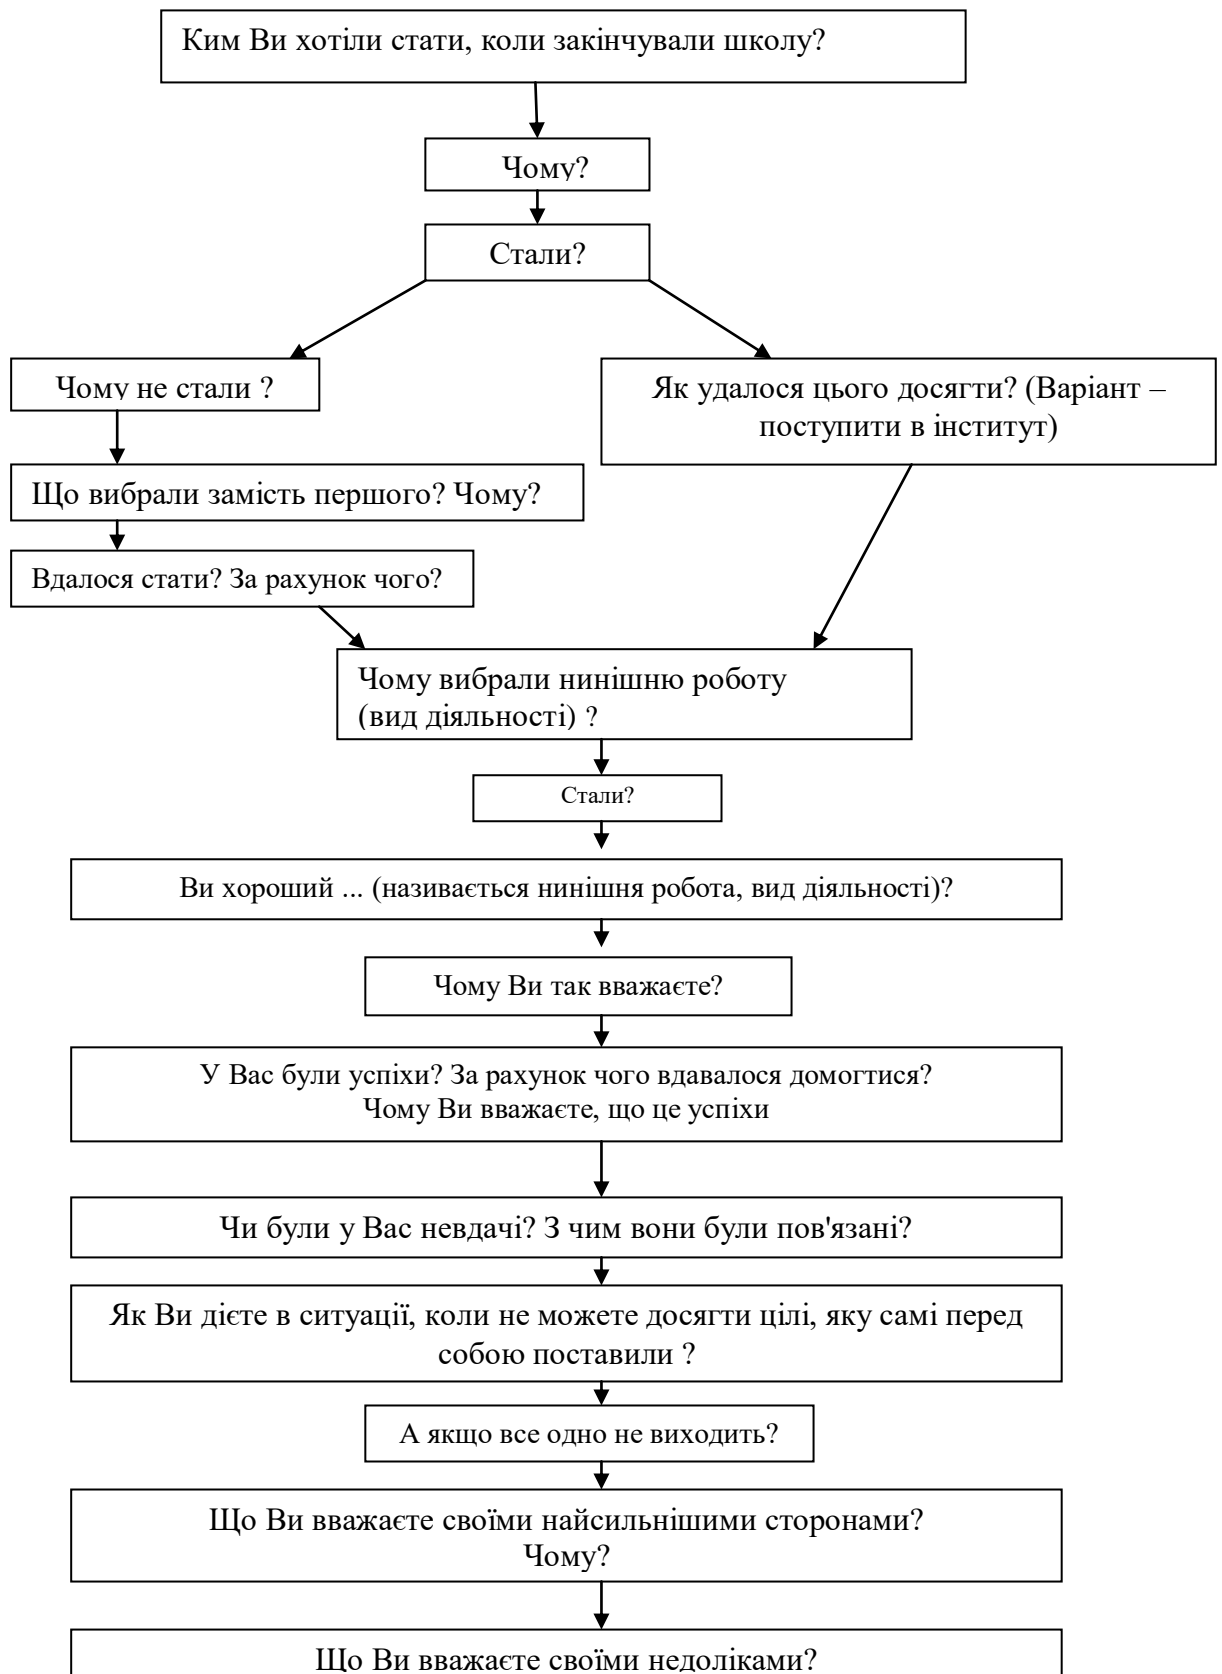 Ким Ви хотіли стати, коли закінчували школу?
Чому?
Стали?
Чому не стали ?
Як удалося цього досягти? (Варіант –
поступити в інститут)
Що вибрали замість першого? Чому?
Вдалося стати? За рахунок чого?
Чому вибрали нинішню роботу
(вид діяльності) ?
Стали?
Ви хороший ... (називається нинішня робота, вид діяльності)?
Чому Ви так вважаєте?
У Вас були успіхи? За рахунок чого вдавалося домогтися?
Чому Ви вважаєте, що це успіхи
Чи були у Вас невдачі? З чим вони були пов'язані?
Як Ви дієте в ситуації, коли не можете досягти цілі, яку самі перед
собою поставили ?
А якщо все одно не виходить?
Що Ви вважаєте своїми найсильнішими сторонами?
Чому?
Що Ви вважаєте своїми недоліками?